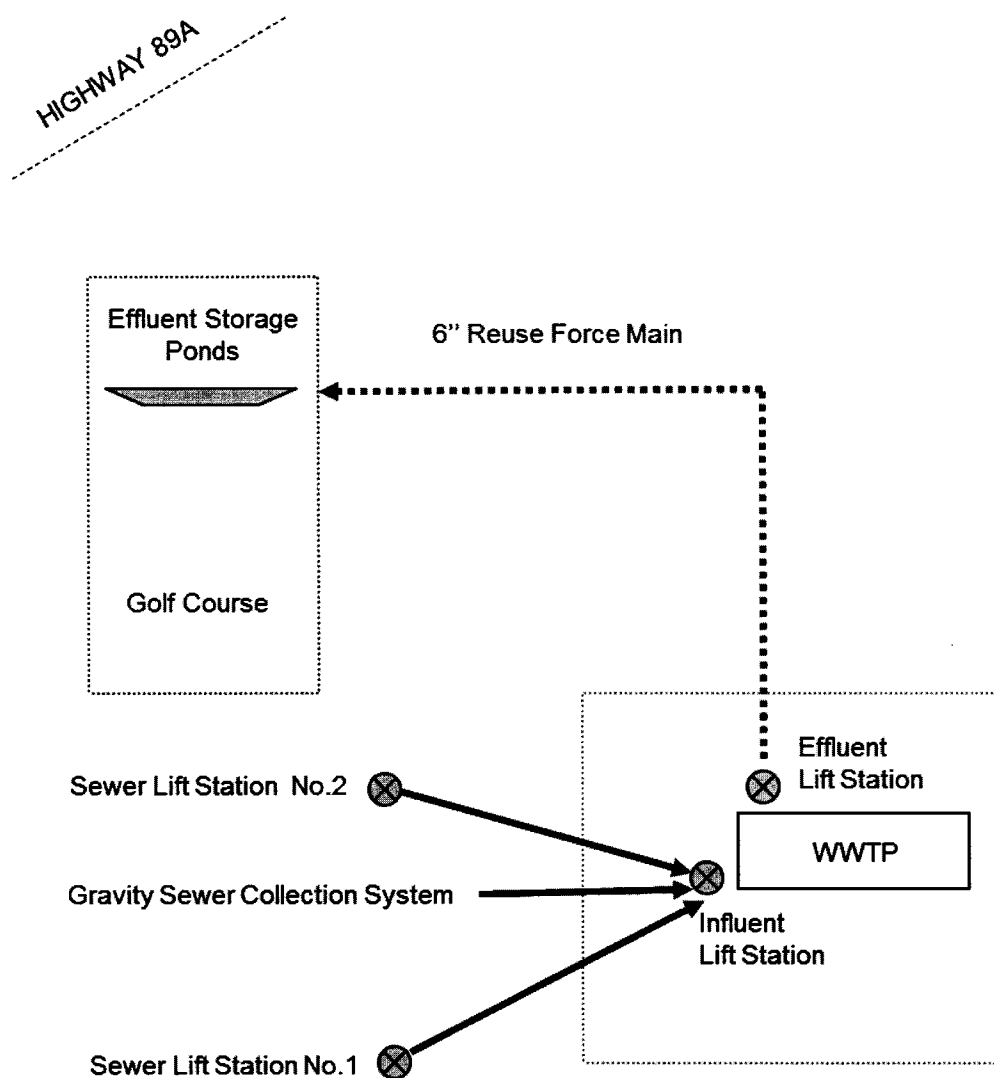 HIGHWAY 89A
Effluent Storage
Ponds
6’’ Reuse Force Main
Golf Course
Effluent
Lift Station
Sewer Lift Station No.2
WWTP
Gravity Sewer Collection System
Influent
Lift Station
Sewer Lift Station No.1